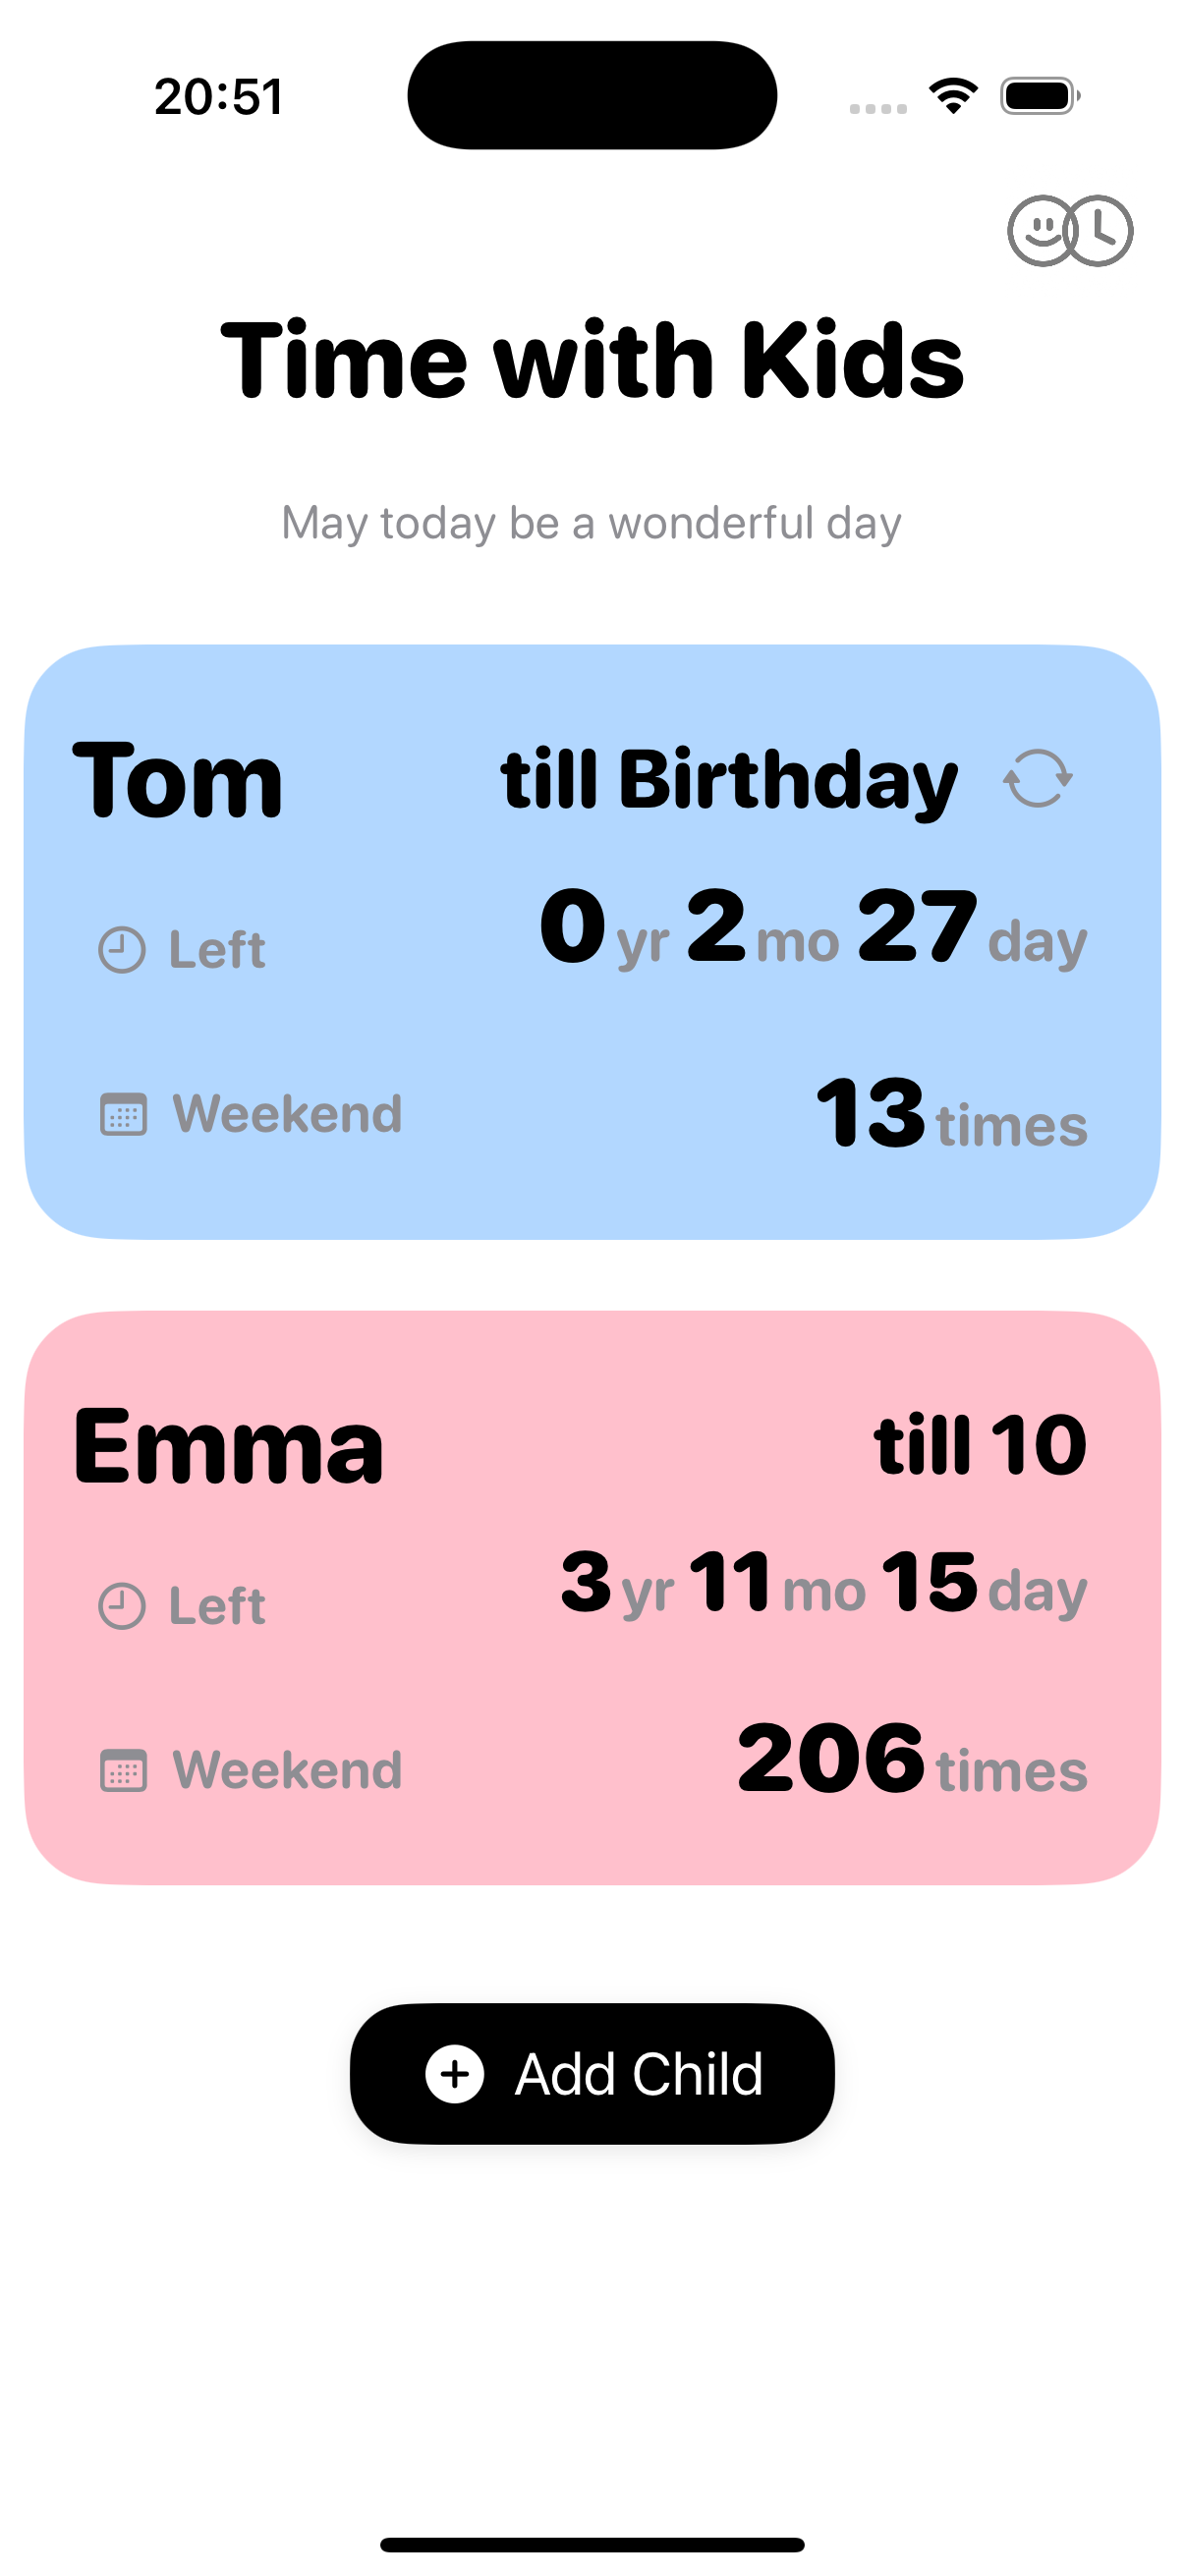 20:51
Time with Kids
May today be a wonderful day
Tom till Birthday
Left 0 yr 2 mo 27 day
Weekend 13 times
Emma till 10
Left 3 yr 11 mo 15 day
Weekend 206 times
Add Child